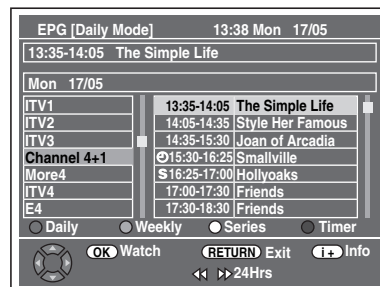 EPG [Daily Mode] 13:38 Mon 17/05
13:35-14:05 The Simple Life
Mon 17/05
ITV1 13:35-14:05 The Simple Life
ITV2 14:05-14:35 Style Her Famous
ITV3 14:35-15:30 Joan of Arcadia
Channel 4+1 15:30-16:25 Smallville
More4 S 16:25-17:00 Hollyoaks
ITV4 17:00-17:30 Friends
E4 17:30-18:30 Friends
Daily Weekly Series Timer
OK Watch RETURN Exit i+ Info
24Hrs